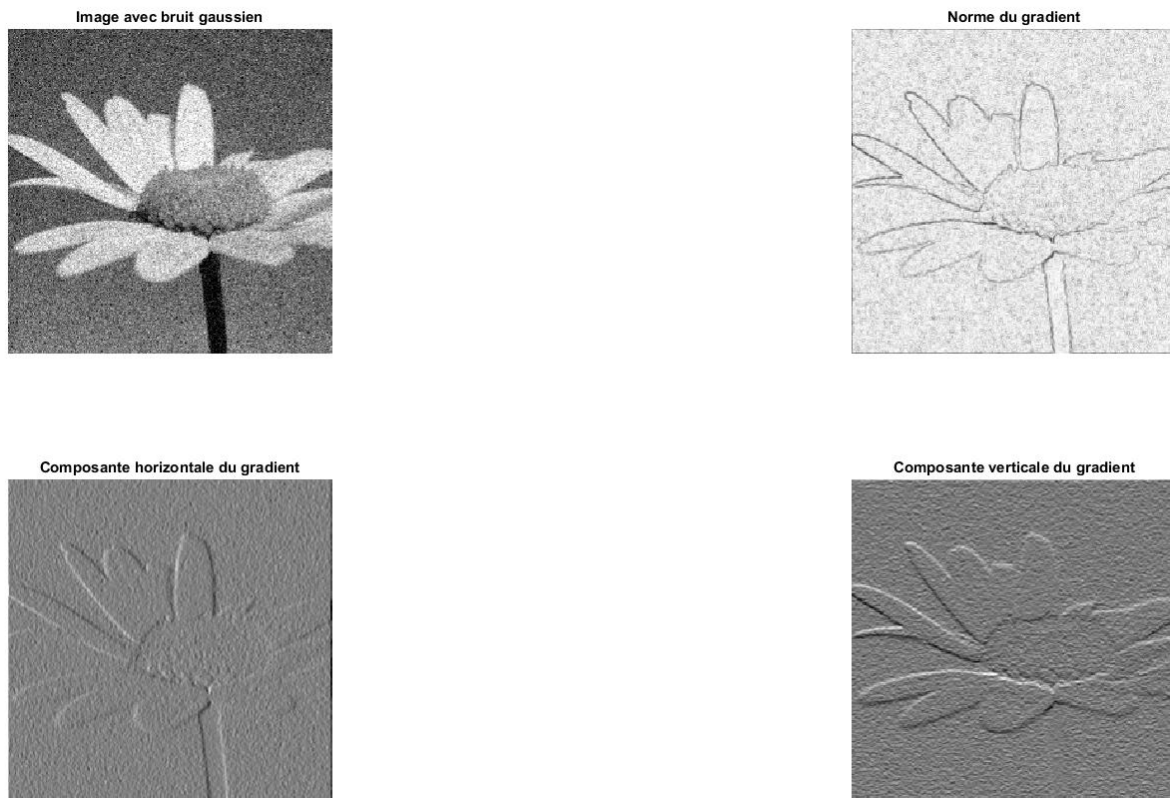 Image avec bruit gaussien
Norme du gradient
Composante horizontale du gradient
Composante verticale du gradient